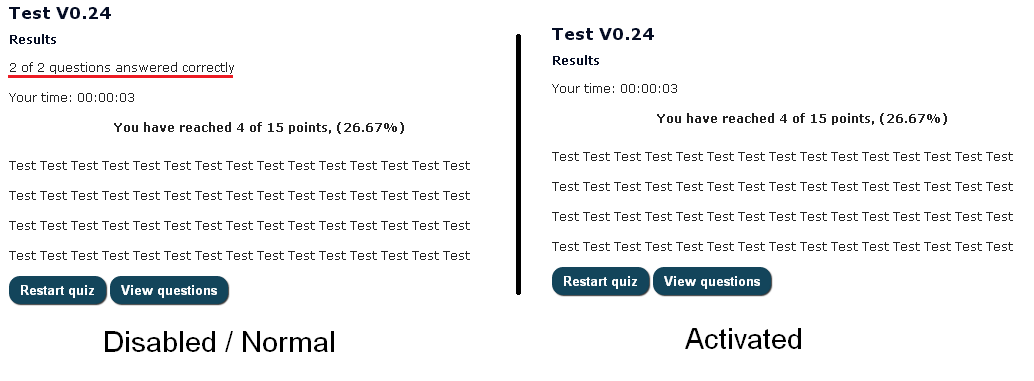 Test V0.24
Results
2 of 2 questions answered correctly
Your time: 00:00:03
You have reached 4 of 15 points, (26.67%)
Test Test Test Test Test Test Test Test Test Test Test Test Test Test Test
Test Test Test Test Test Test Test Test Test Test Test Test Test Test Test
Test Test Test Test Test Test Test Test Test Test Test Test Test Test Test
Test Test Test Test Test Test Test Test Test Test Test Test Test Test Test
Restart quiz View questions
Disabled / Normal
Test V0.24
Results
Your time: 00:00:03
You have reached 4 of 15 points, (26.67%)
Test Test Test Test Test Test Test Test Test Test Test Test Test Test Test
Test Test Test Test Test Test Test Test Test Test Test Test Test Test Test
Test Test Test Test Test Test Test Test Test Test Test Test Test Test Test
Test Test Test Test Test Test Test Test Test Test Test Test Test Test Test
Restart quiz View questions
Activated